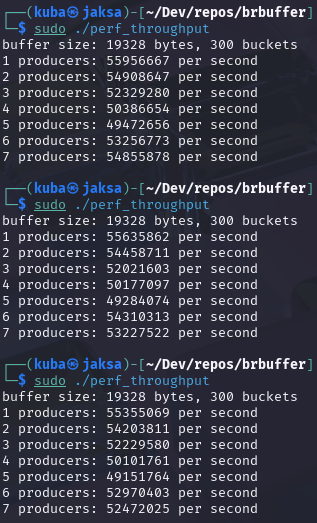 ┌──(kuba㉿jaksa)-[~/Dev/repos/brbuffer]
└─$ sudo ./perf_throughput
buffer size: 19328 bytes, 300 buckets
1 producers: 55956667 per second
2 producers: 54908647 per second
3 producers: 52329280 per second
4 producers: 50386654 per second
5 producers: 49472656 per second
6 producers: 53256773 per second
7 producers: 54855878 per second
┌──(kuba㉿jaksa)-[~/Dev/repos/brbuffer]
└─$ sudo ./perf_throughput
buffer size: 19328 bytes, 300 buckets
1 producers: 55635862 per second
2 producers: 54458711 per second
3 producers: 52021603 per second
4 producers: 50177097 per second
5 producers: 49284074 per second
6 producers: 54310313 per second
7 producers: 53227522 per second
┌──(kuba㉿jaksa)-[~/Dev/repos/brbuffer]
└─$ sudo ./perf_throughput
buffer size: 19328 bytes, 300 buckets
1 producers: 55355069 per second
2 producers: 54203811 per second
3 producers: 52229580 per second
4 producers: 50101761 per second
5 producers: 49151764 per second
6 producers: 52970403 per second
7 producers: 52472025 per second